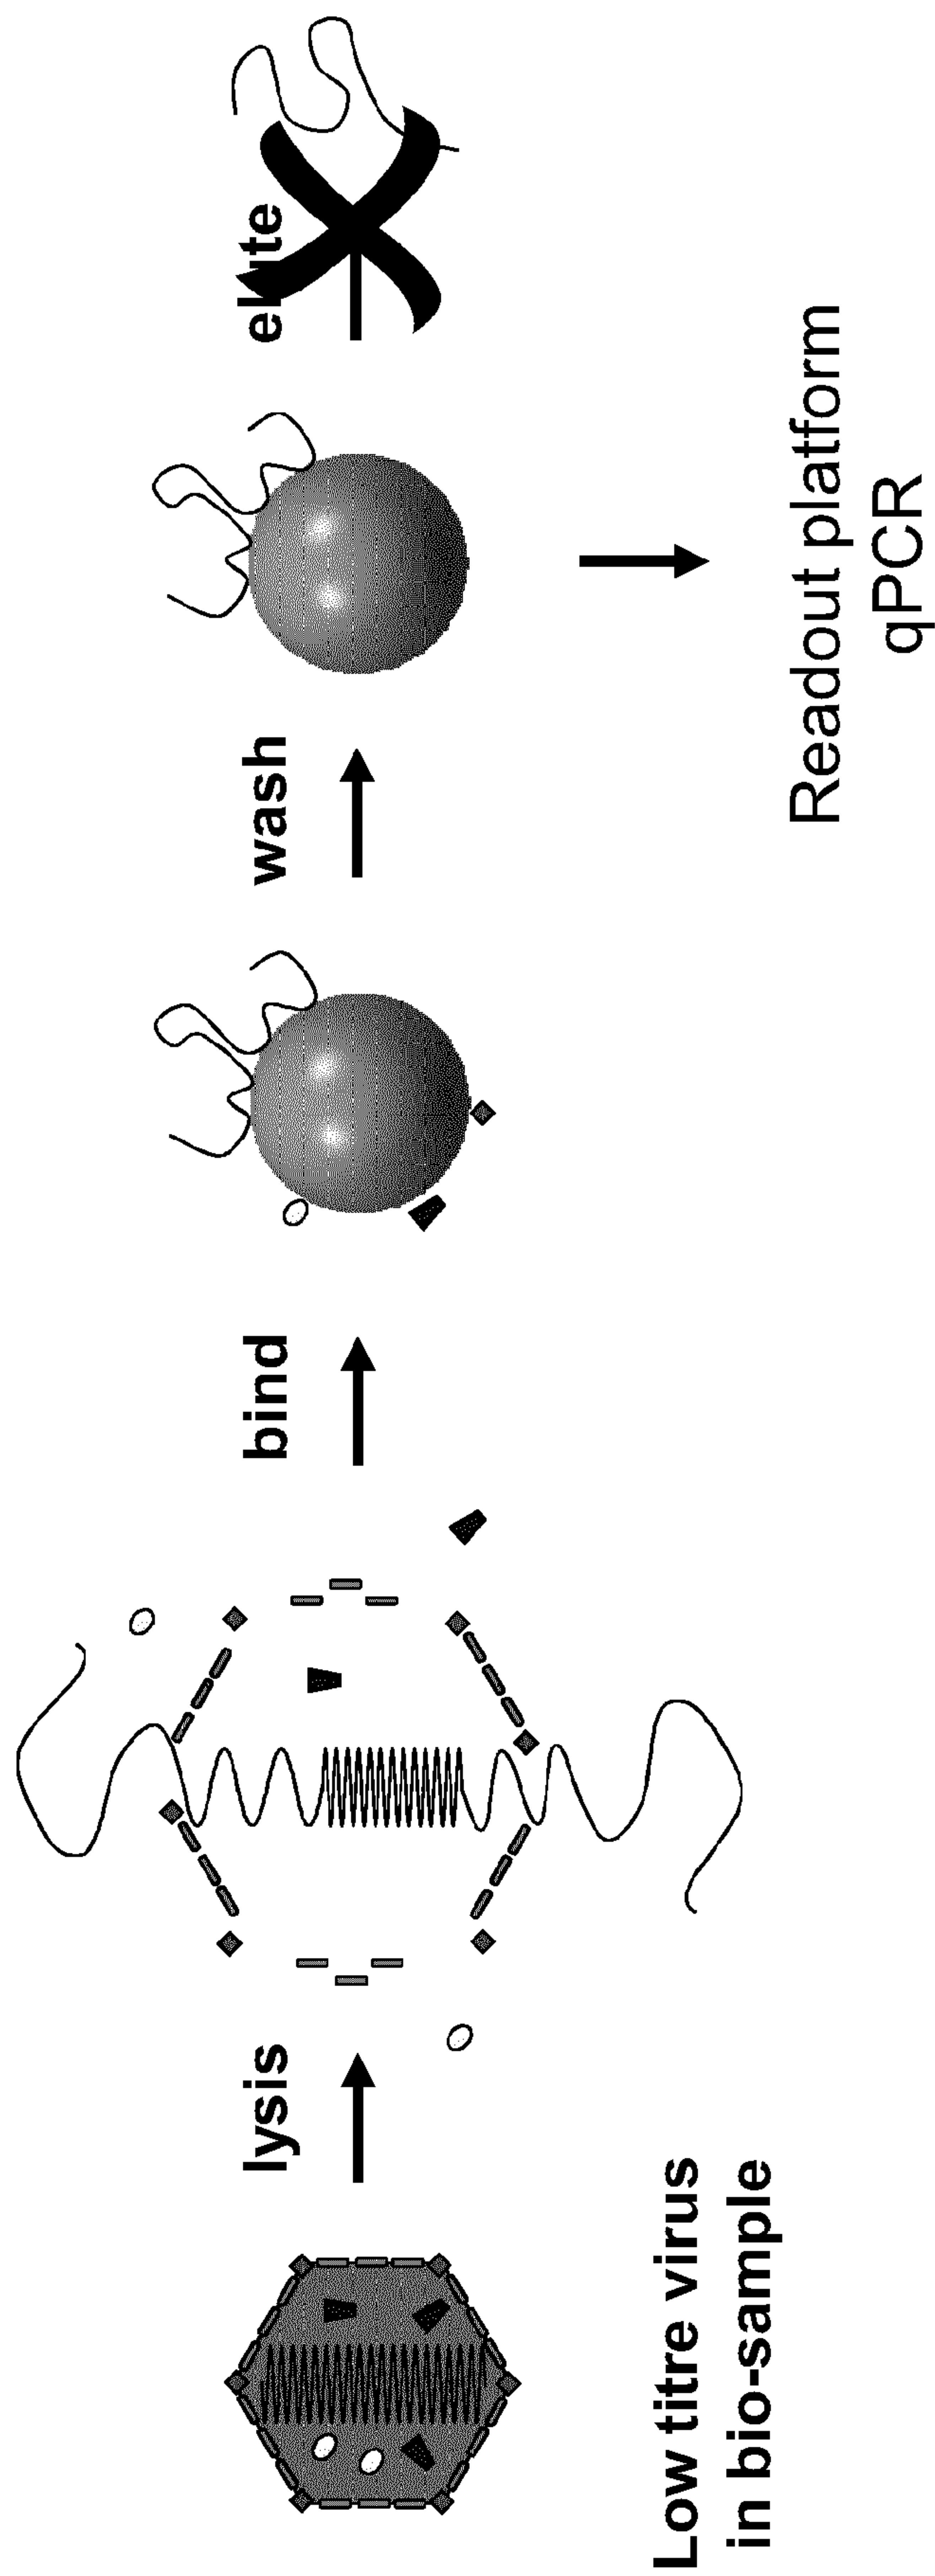 Low titre virus
in bio-sample
lysis
bind
wash
elute
Readout platform
qPCR